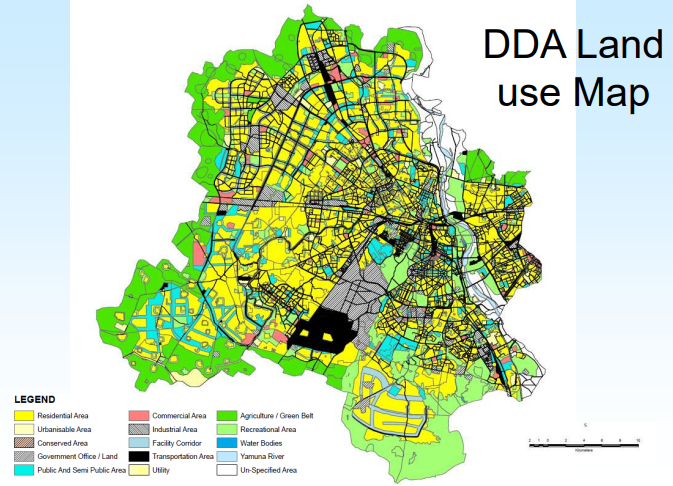 DDA Land
use Map
LEGEND
Residential Area
Commercial Area
Agriculture / Green Belt
Urbanisable Area
Industrial Area
Recreational Area
Conserved Area
Facility Corridor
Water Bodies
Government Office / Land
Transportation Area
Yamuna River
Public And Semi Public Area
Utility
Un-Specified Area
S
2 1 0 2 4 6 8 10
Kilometers